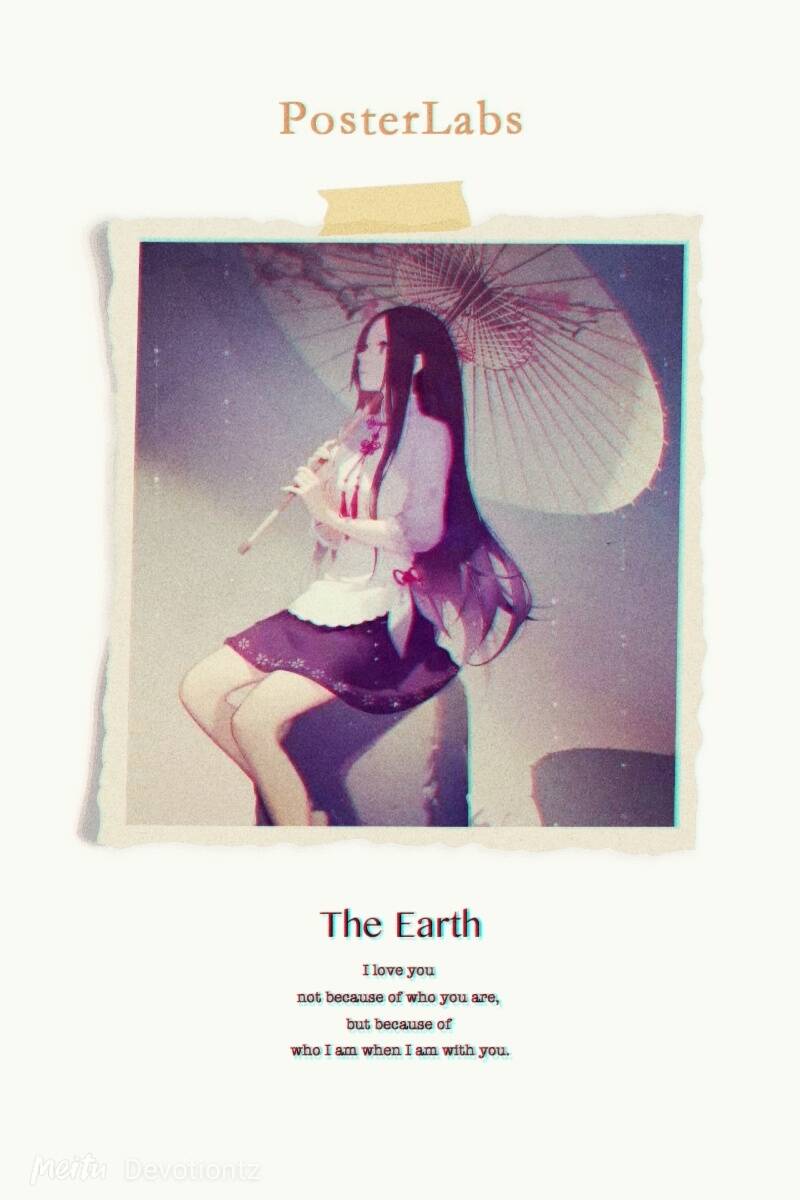 PosterLabs
The Earth
I love you
not because of who you are,
but because of
who I am when I am with you.
Meitu Devotiontz